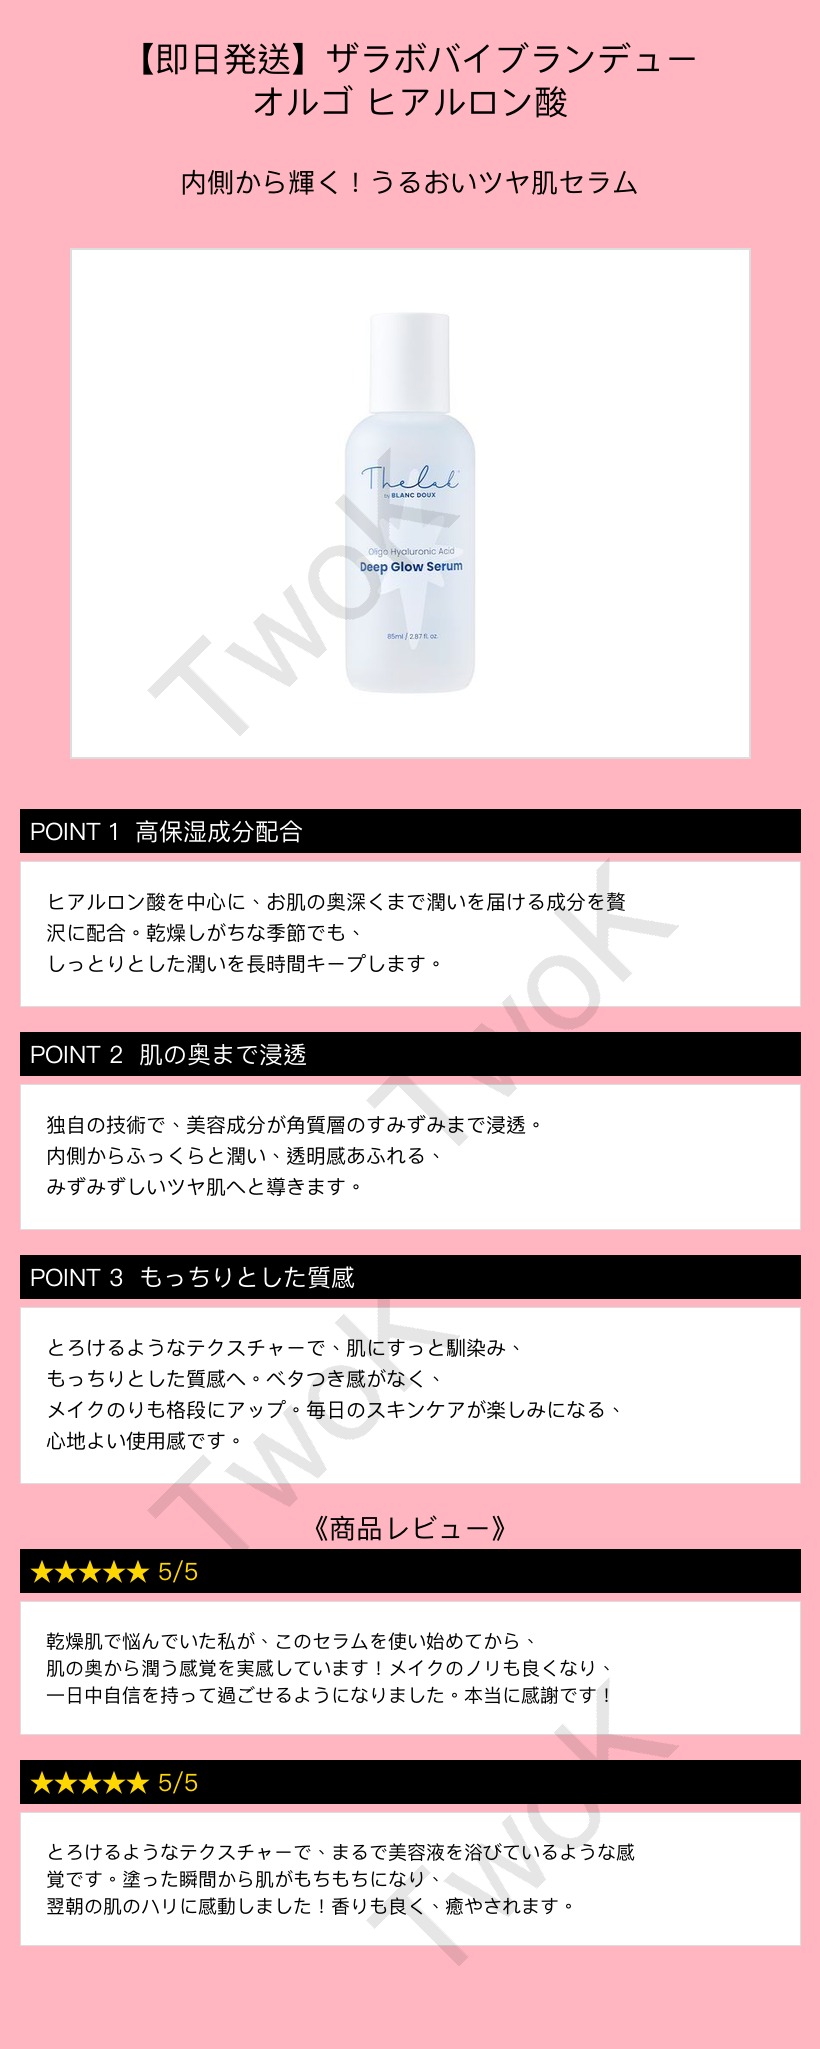 【即日発送】ザラボバイブランデュー
オルゴ ヒアルロン酸
内側から輝く！うるおいツヤ肌セラム
Thelab
by BLANC DOUX
Oligo Hyaluronic Acid
Deep Glow Serum
85ml / 2.87 fl. oz.
TwoK
POINT 1 高保湿成分配合
ヒアルロン酸を中心に、お肌の奥深くまで潤いを届ける成分を贅
沢に配合。乾燥しがちな季節でも、
しっとりとした潤いを長時間キープします。
TwoK
POINT 2 肌の奥まで浸透
独自の技術で、美容成分が角質層のすみずみまで浸透。
内側からふっくらと潤い、透明感あふれる、
みずみずしいツヤ肌へと導きます。
POINT 3 もっちりとした質感
とろけるようなテクスチャーで、肌にすっと馴染み、
もっちりとした質感へ。ベタつき感がなく、
メイクのりも格段にアップ。毎日のスキンケアが楽しみになる、
心地よい使用感です。
TwoK
《商品レビュー》
★★★★★ 5/5
乾燥肌で悩んでいた私が、このセラムを使い始めてから、
肌の奥から潤う感覚を実感しています！メイクのノリも良くなり、
一日中自信を持って過ごせるようになりました。本当に感謝です！
★★★★★ 5/5
とろけるようなテクスチャーで、まるで美容液を浴びているような感
覚です。塗った瞬間から肌がもちもちになり、
翌朝の肌のハリに感動しました！香りも良く、癒やされます。
TwoK